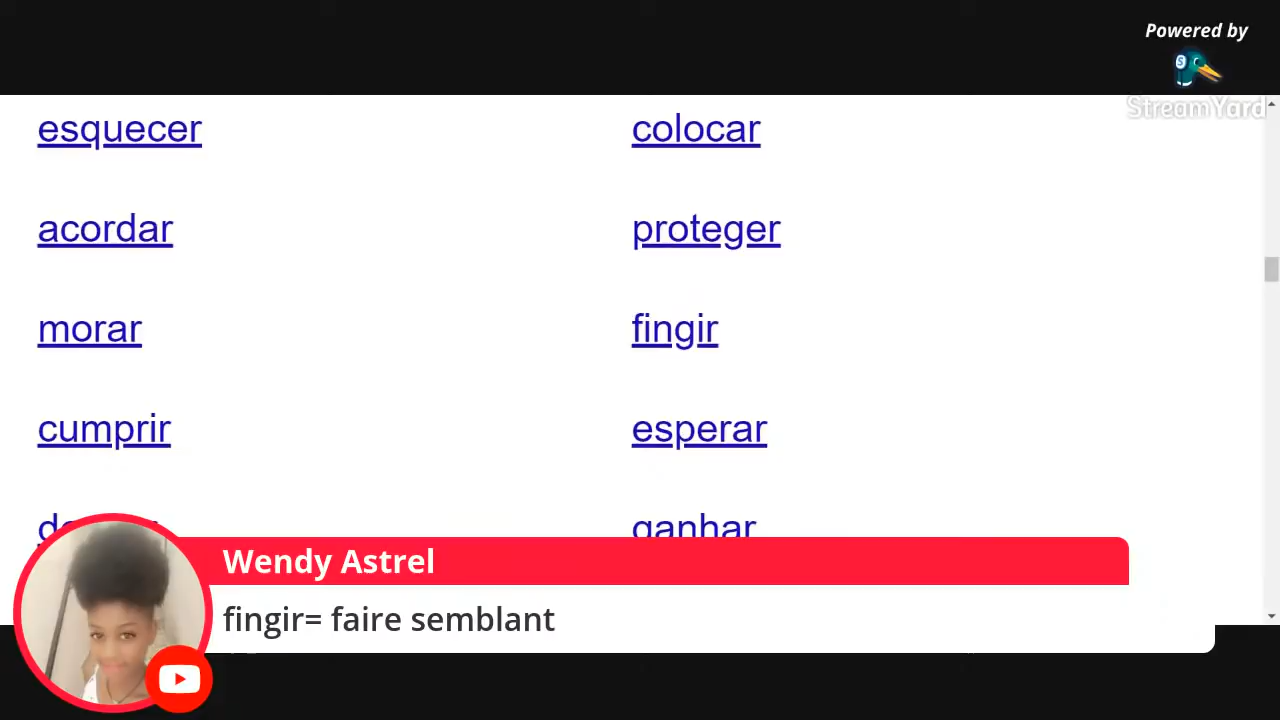 Powered by
StreamYard
esquecer
colocar
acordar
proteger
morar
fingir
cumprir
esperar
ganhar
Wendy Astrel
fingir= faire semblant